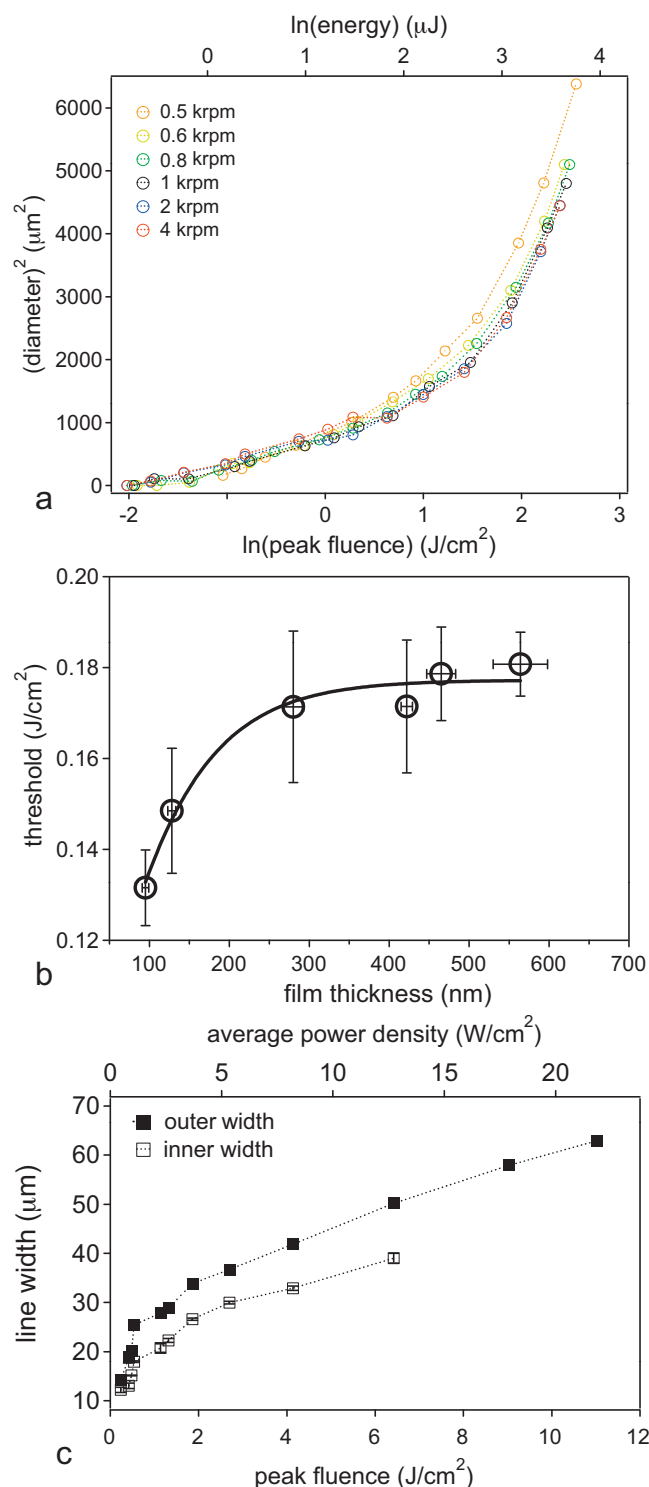 ln(energy) (μJ)
0 1 2 3 4
6000
5000
4000
3000
2000
1000
0
(diameter)² (μm²)
0.5 krpm
0.6 krpm
0.8 krpm
1 krpm
2 krpm
4 krpm
-2 0 1 2 3
a
ln(peak fluence) (J/cm²)
0.20
0.18
0.16
0.14
0.12
threshold (J/cm²)
100 200 300 400 500 600 700
b
film thickness (nm)
average power density (W/cm²)
0 5 10 15 20
70
60
50
40
30
20
10
line width (μm)
outer width
inner width
0 2 4 6 8 10 12
c
peak fluence (J/cm²)